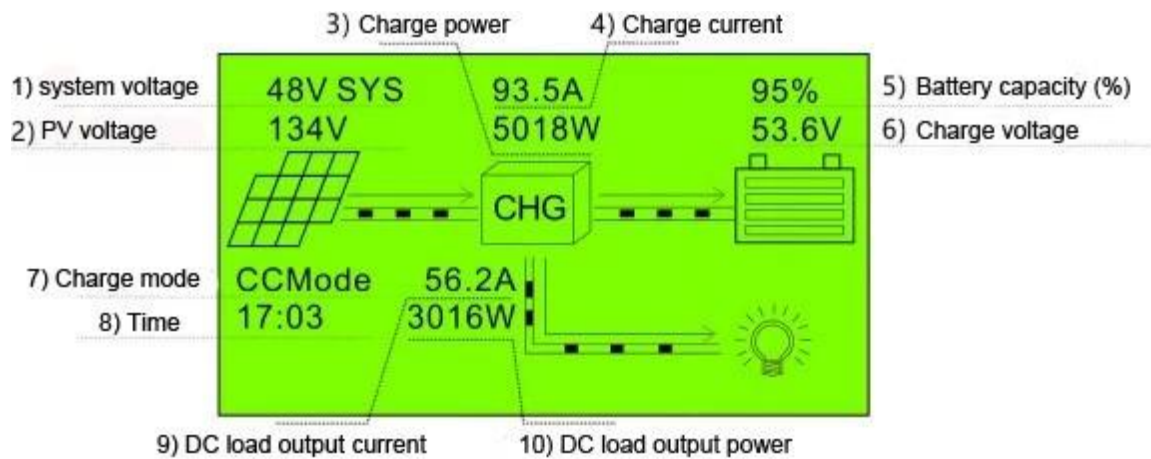 3) Charge power
4) Charge current
1) system voltage
48V SYS
93.5A
95%
5) Battery capacity (%)
2) PV voltage
134V
5018W
53.6V
6) Charge voltage
CHG
7) Charge mode
CCMode
56.2A
8) Time
17:03
3016W
9) DC load output current
10) DC load output power